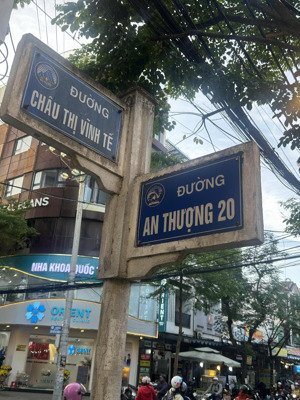 ĐƯỜNG
CHÂU THỊ VĨNH TẾ
ĐƯỜNG
AN THƯỢNG 20
NHA KHOA QUỐC
ORIENT